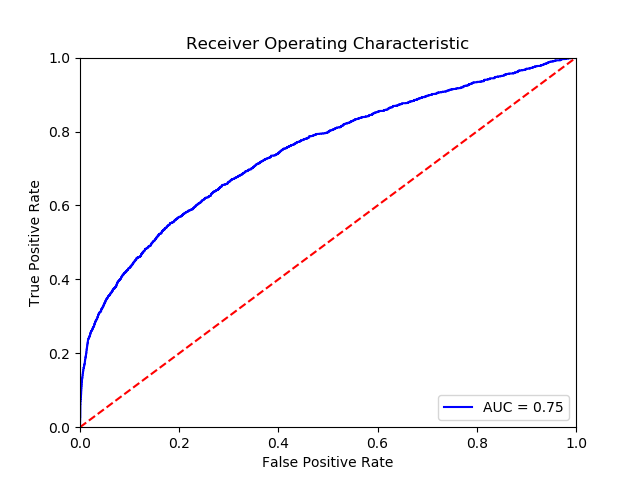 Receiver Operating Characteristic
True Positive Rate
1.0
0.8
0.6
0.4
0.2
0.0
AUC = 0.75
0.0 0.2 0.4 0.6 0.8 1.0
False Positive Rate